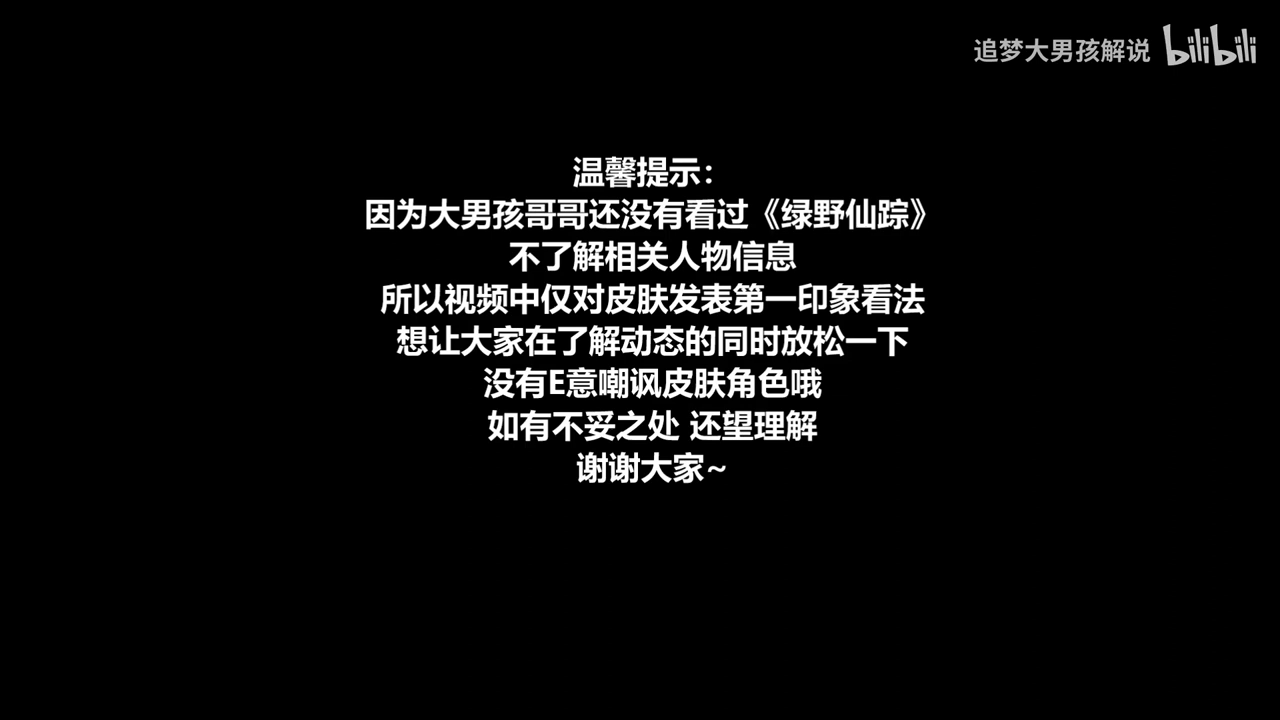 追梦大男孩解说 bilibili
温馨提示：
因为大男孩哥哥还没有看过《绿野仙踪》
不了解相关人物信息
所以视频中仅对皮肤发表第一印象看法
想让大家在了解动态的同时放松一下
没有E意嘲讽皮肤角色哦
如有不妥之处 还望理解
谢谢大家~